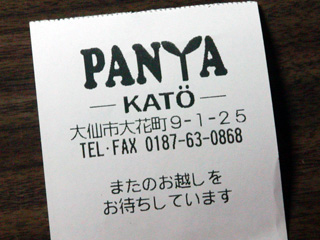 PANYA
KATÖ
大仙市大花町9-1-25
TEL・FAX 0187-63-0868
またのお越しを
お待ちしています